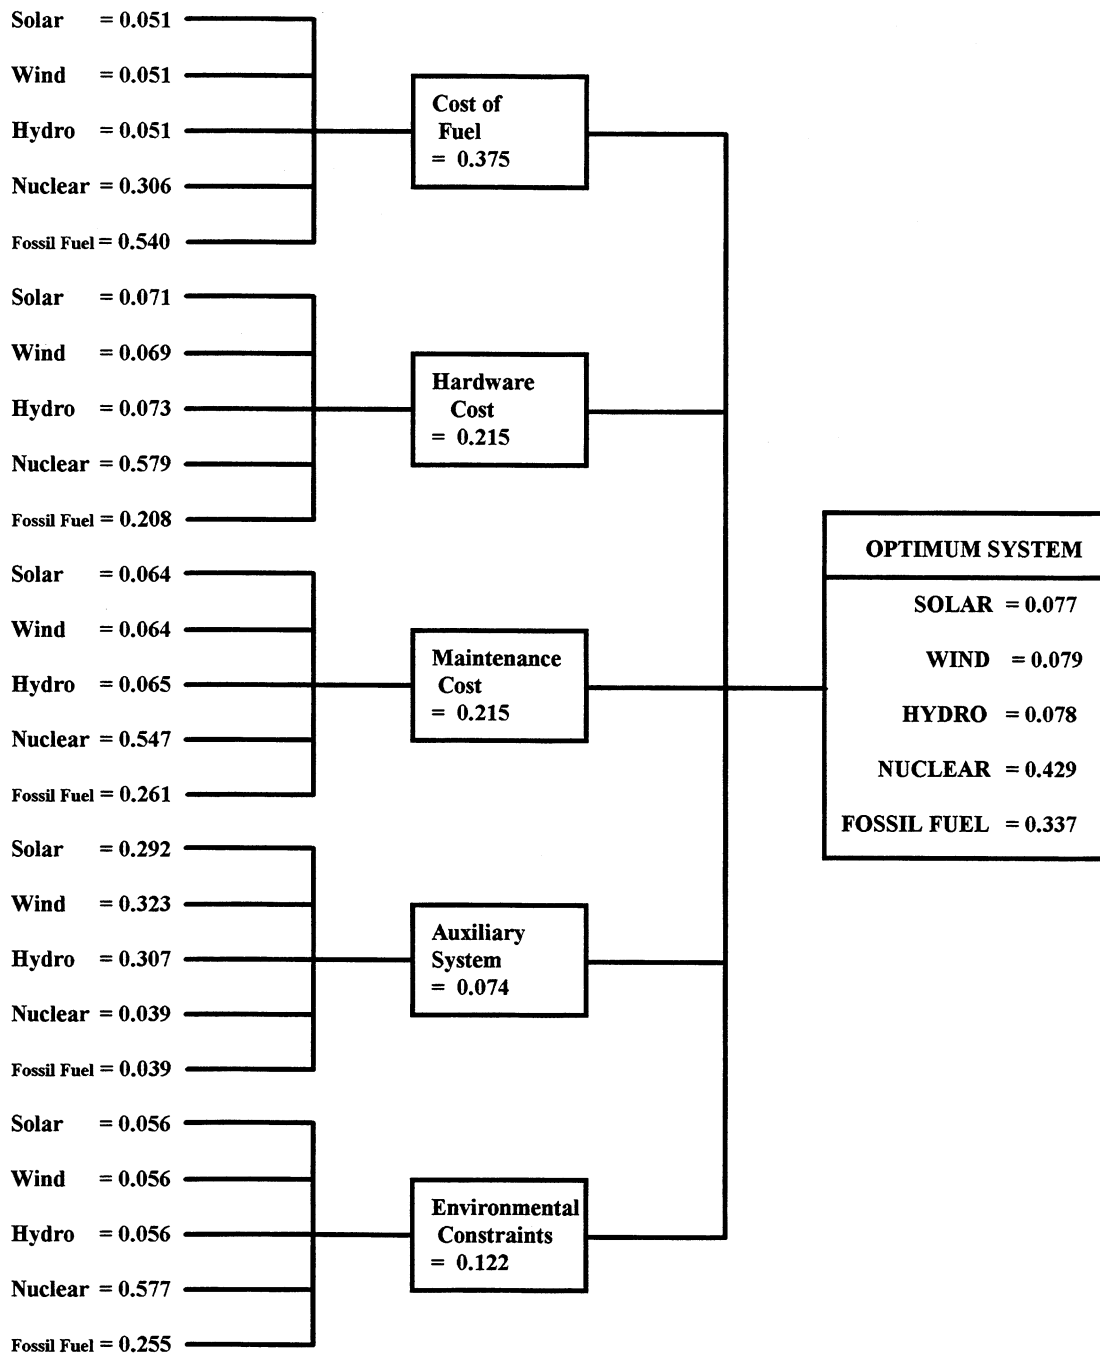 Solar = 0.051
Wind = 0.051
Hydro = 0.051
Nuclear = 0.306
Fossil Fuel = 0.540
Cost of
Fuel
= 0.375
Solar = 0.071
Wind = 0.069
Hydro = 0.073
Nuclear = 0.579
Fossil Fuel = 0.208
Hardware
Cost
= 0.215
Solar = 0.064
Wind = 0.064
Hydro = 0.065
Nuclear = 0.547
Fossil Fuel = 0.261
Maintenance
Cost
= 0.215
Solar = 0.292
Wind = 0.323
Hydro = 0.307
Nuclear = 0.039
Fossil Fuel = 0.039
Auxiliary
System
= 0.074
Solar = 0.056
Wind = 0.056
Hydro = 0.056
Nuclear = 0.577
Fossil Fuel = 0.255
Environmental
Constraints
= 0.122
OPTIMUM SYSTEM
SOLAR = 0.077
WIND = 0.079
HYDRO = 0.078
NUCLEAR = 0.429
FOSSIL FUEL = 0.337